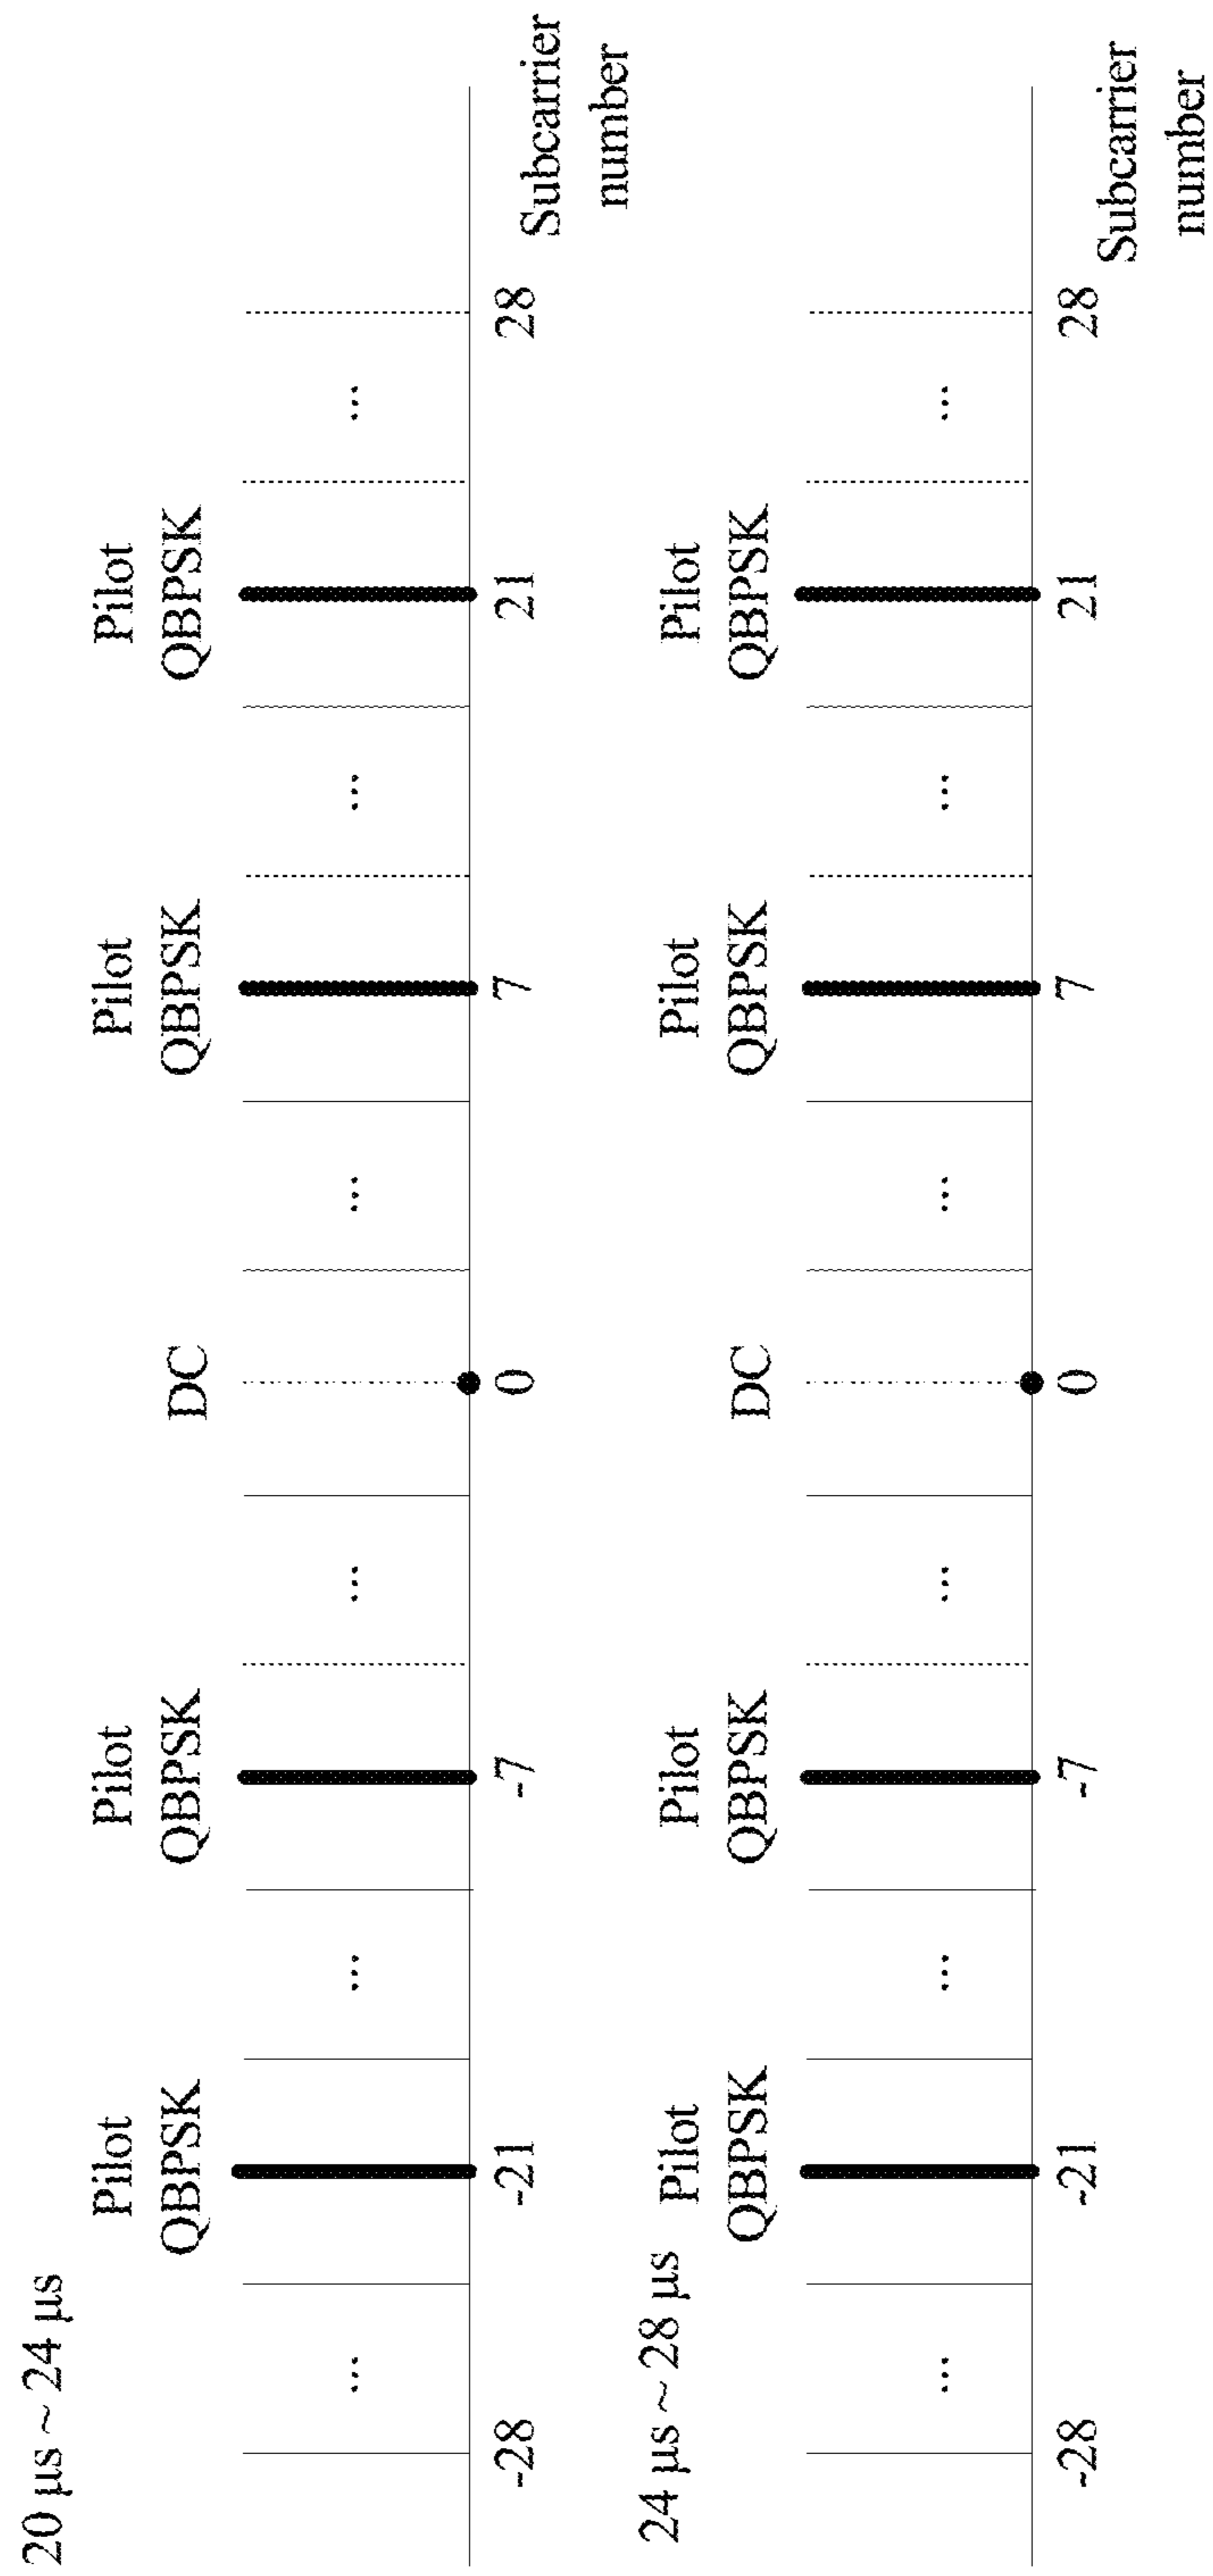 20 μs ~ 24 μs
Pilot Pilot DC Pilot Pilot
QBPSK QBPSK QBPSK QBPSK
... ... ... ... ... ...
-28 -21 -7 0 7 21 28
Subcarrier
number
24 μs ~ 28 μs
Pilot Pilot DC Pilot Pilot
QBPSK QBPSK QBPSK QBPSK
... ... ... ... ... ...
-28 -21 -7 0 7 21 28
Subcarrier
number